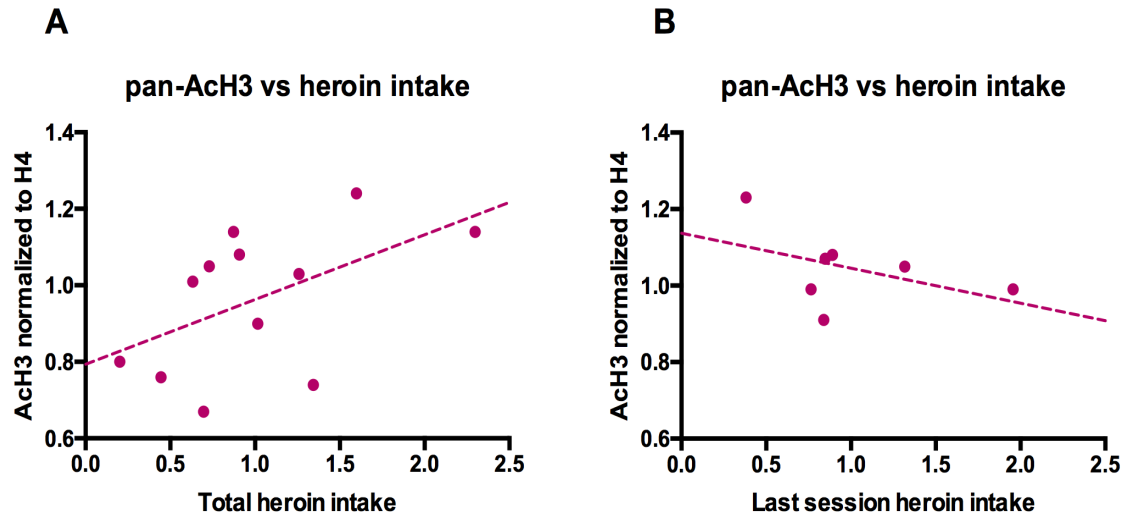 A
pan-AcH3 vs heroin intake
AcH3 normalized to H4
1.4
1.2
1.0
0.8
0.6
0.0 0.5 1.0 1.5 2.0 2.5
Total heroin intake
B
pan-AcH3 vs heroin intake
AcH3 normalized to H4
1.4
1.2
1.0
0.8
0.6
0.0 0.5 1.0 1.5 2.0 2.5
Last session heroin intake